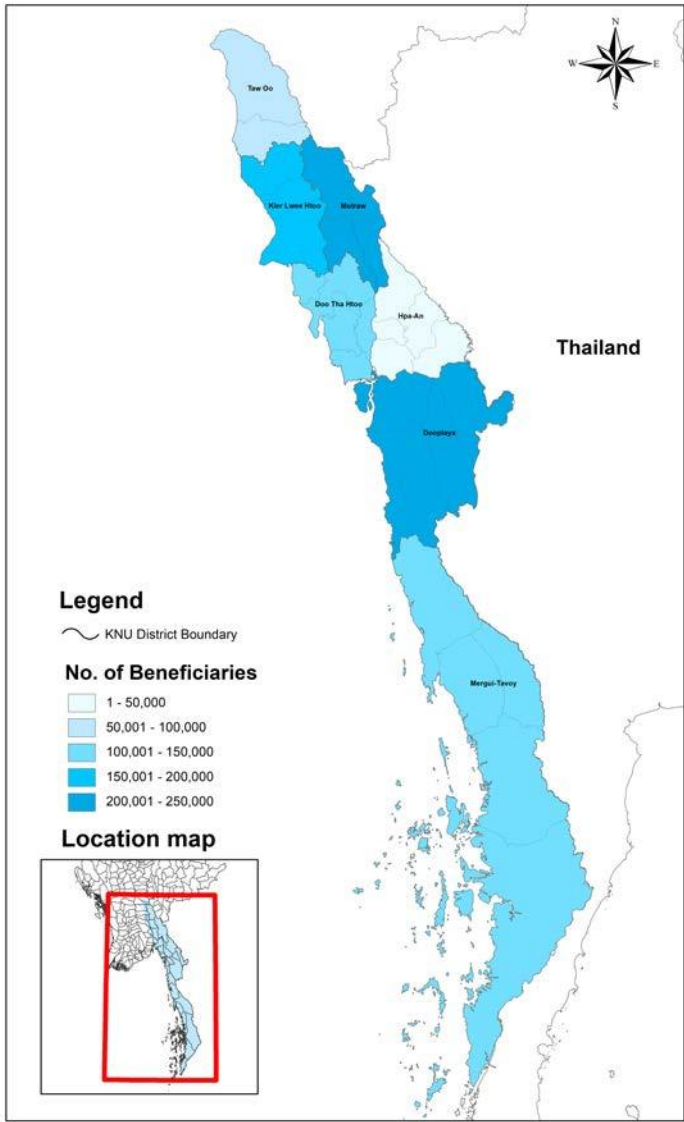 N
W E
S
Taw Oo
Kler Lwee Htoo
Mutraw
Doo Tha Htoo
Hpa-An
Thailand
Dooplaya
Mergui-Tavoy
Legend
KNU District Boundary
No. of Beneficiaries
1 - 50,000
50,001 - 100,000
100,001 - 150,000
150,001 - 200,000
200,001 - 250,000
Location map